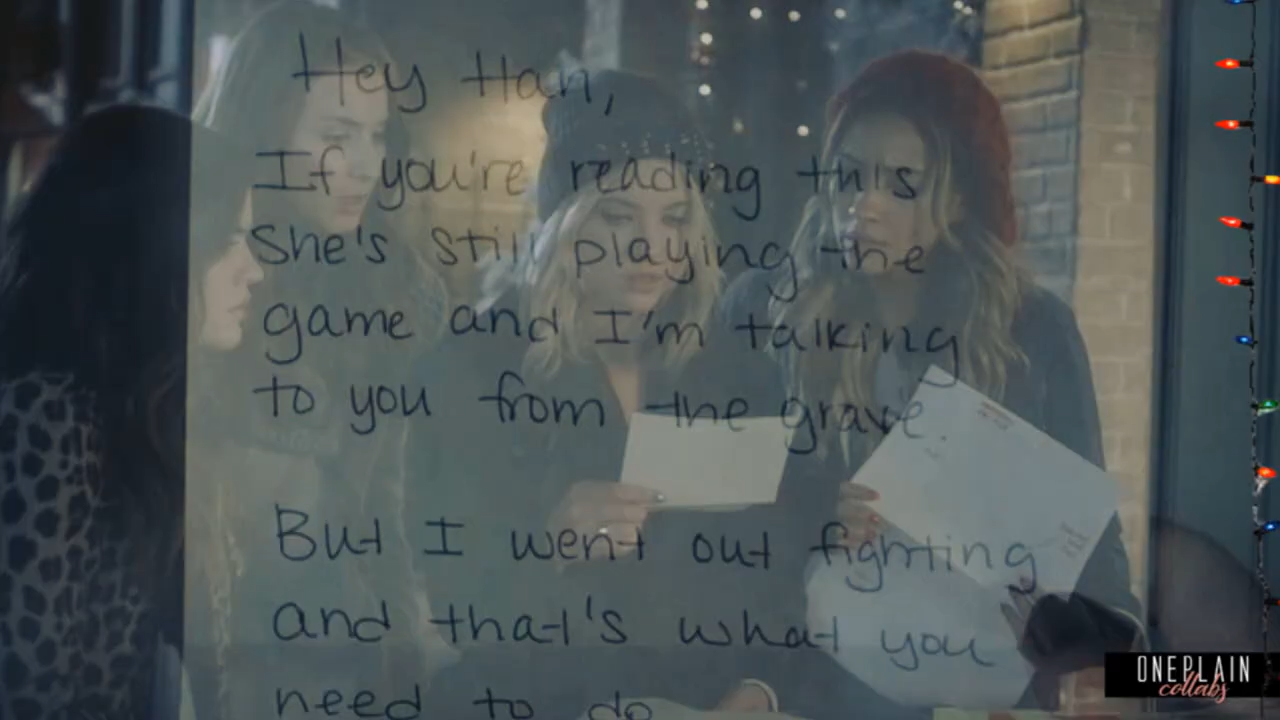 Hey Han,
If you're reading this
She's still playing the
game and I'm talking
to you from the grave.
But I went out fighting
and that's what you
need to do
ONEPLAIN
collabs